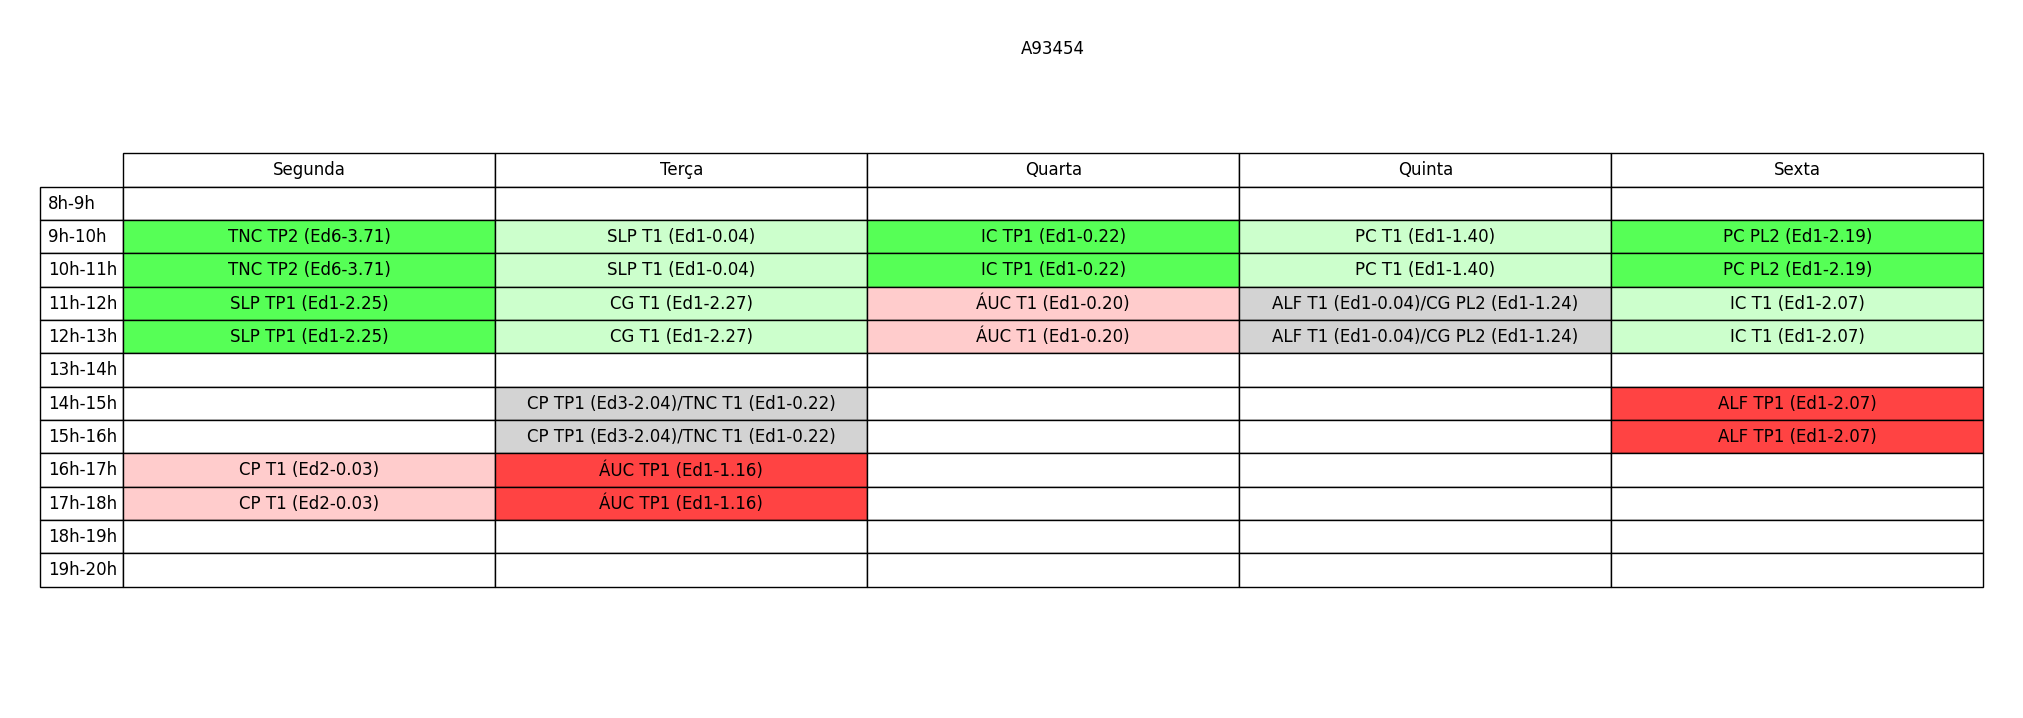 A93454
Segunda Terça Quarta Quinta Sexta
8h-9h
9h-10h TNC TP2 (Ed6-3.71) SLP T1 (Ed1-0.04) IC TP1 (Ed1-0.22) PC T1 (Ed1-1.40) PC PL2 (Ed1-2.19)
10h-11h TNC TP2 (Ed6-3.71) SLP T1 (Ed1-0.04) IC TP1 (Ed1-0.22) PC T1 (Ed1-1.40) PC PL2 (Ed1-2.19)
11h-12h SLP TP1 (Ed1-2.25) CG T1 (Ed1-2.27) ÁUC T1 (Ed1-0.20) ALF T1 (Ed1-0.04)/CG PL2 (Ed1-1.24) IC T1 (Ed1-2.07)
12h-13h SLP TP1 (Ed1-2.25) CG T1 (Ed1-2.27) ÁUC T1 (Ed1-0.20) ALF T1 (Ed1-0.04)/CG PL2 (Ed1-1.24) IC T1 (Ed1-2.07)
13h-14h
14h-15h CP TP1 (Ed3-2.04)/TNC T1 (Ed1-0.22) ALF TP1 (Ed1-2.07)
15h-16h CP TP1 (Ed3-2.04)/TNC T1 (Ed1-0.22) ALF TP1 (Ed1-2.07)
16h-17h CP T1 (Ed2-0.03) ÁUC TP1 (Ed1-1.16)
17h-18h CP T1 (Ed2-0.03) ÁUC TP1 (Ed1-1.16)
18h-19h
19h-20h